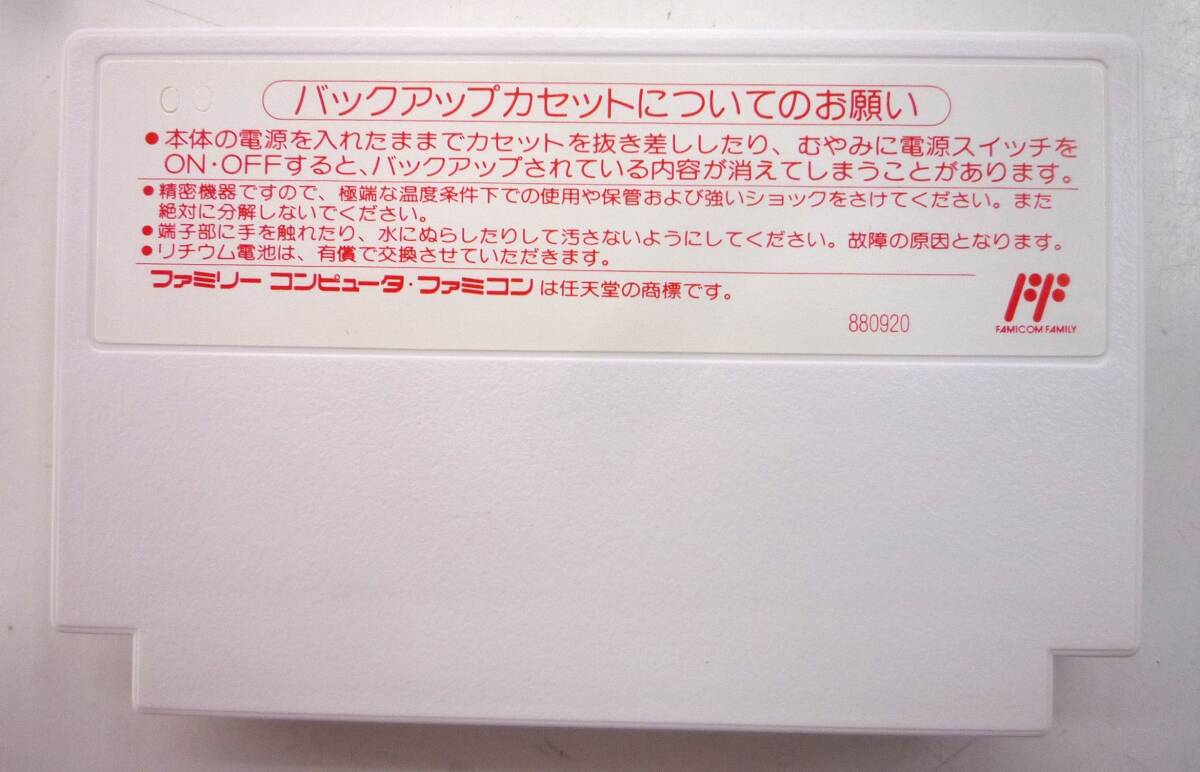 バックアップカセットについてのお願い
●本体の電源を入れたままでカセットを抜き差ししたり、むやみに電源スイッチを
ON・OFFすると、バックアップされている内容が消えてしまうことがあります。
●精密機器ですので、極端な温度条件下での使用や保管および強いショックをさけてください。また
絶対に分解しないでください。
●端子部に手を触れたり、水にぬらしたりして汚さないようにしてください。故障の原因となります。
●リチウム電池は、有償で交換させていただきます。
ファミリー コンピュータ・ファミコン は任天堂の商標です。
880920
FAMICOM FAMILY